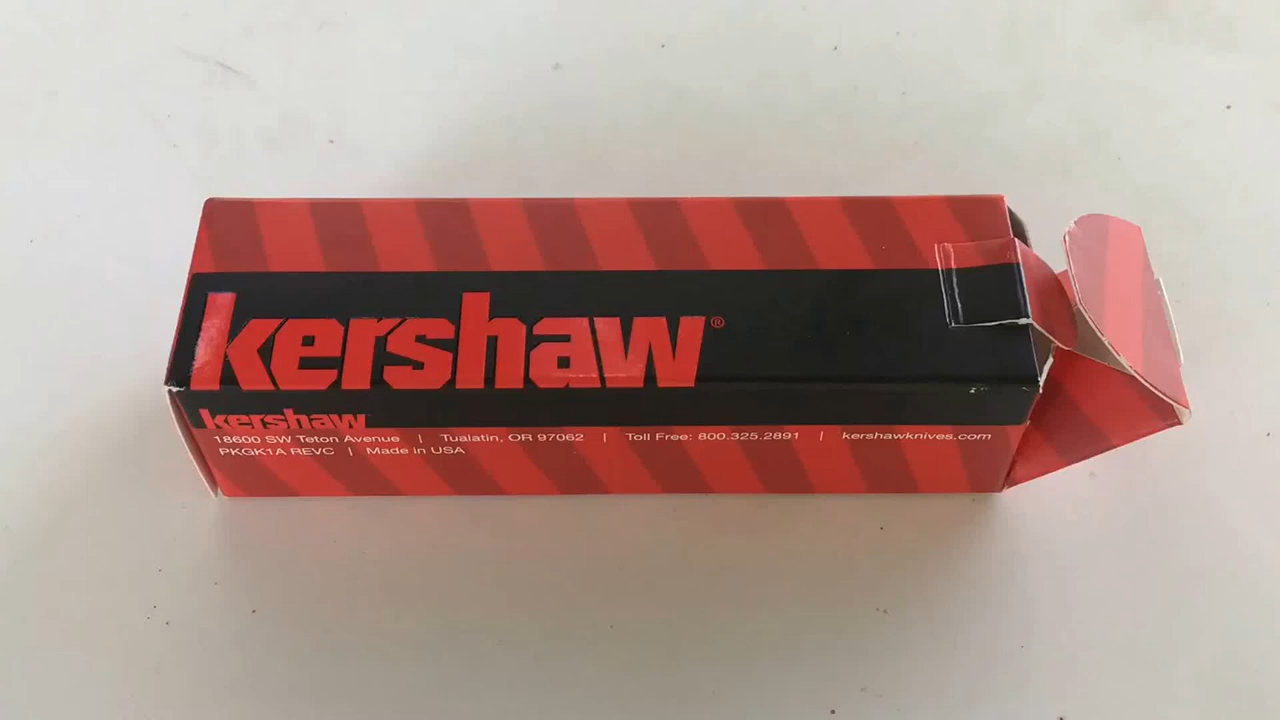 kershaw®
kershaw
18600 SW Teton Avenue | Tualatin, OR 97062 | Toll Free: 800.325.2891 | kershawknives.com
PKGK1A REVC | Made in USA